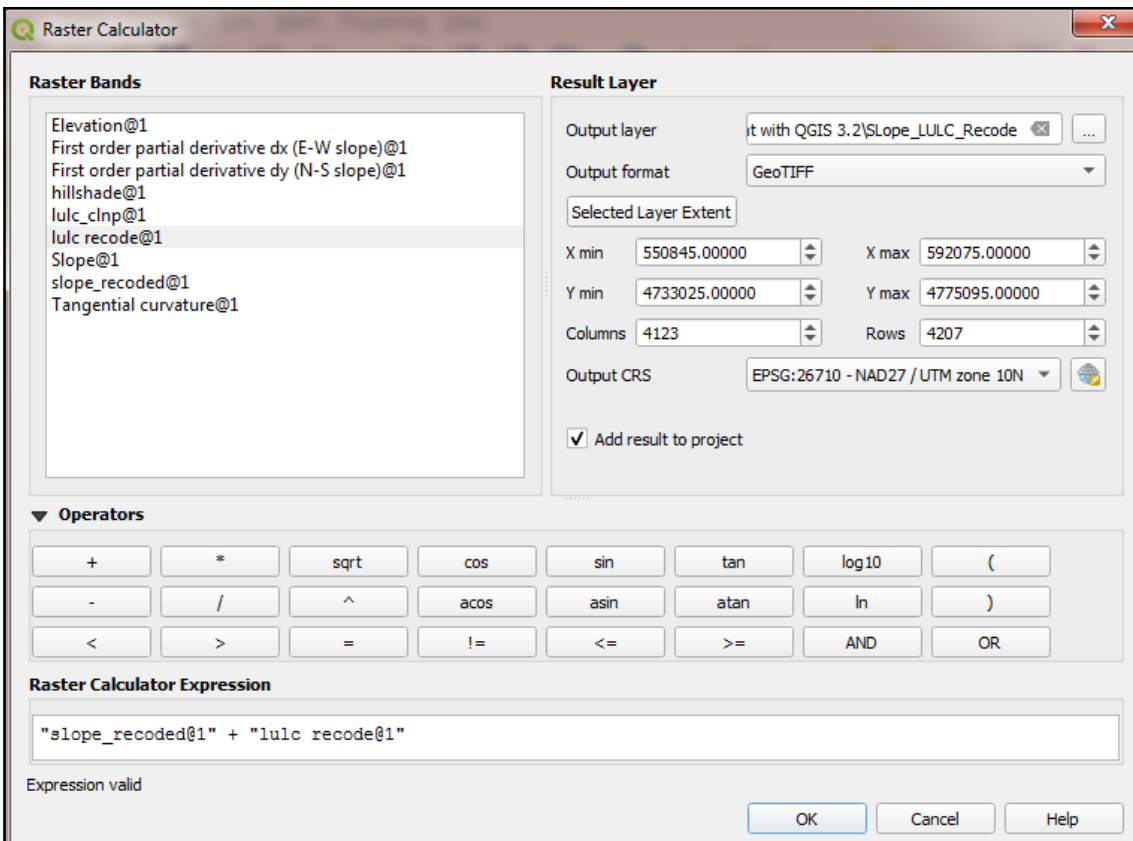 Raster Calculator
Raster Bands
Elevation@1
First order partial derivative dx (E-W slope)@1
First order partial derivative dy (N-S slope)@1
hillshade@1
lulc_clnp@1
lulc recode@1
Slope@1
slope_recoded@1
Tangential curvature@1
Result Layer
Output layer ıt with QGIS 3.2\SLope_LULC_Recode ...
Output format GeoTIFF
Selected Layer Extent
X min 550845.00000 X max 592075.00000
Y min 4733025.00000 Y max 4775095.00000
Columns 4123 Rows 4207
Output CRS EPSG:26710 - NAD27 / UTM zone 10N
Add result to project
Operators
+ * sqrt cos sin tan log10 (
- / ^ acos asin atan ln )
< > = != <= >= AND OR
Raster Calculator Expression
"slope_recoded@1" + "lulc recode@1"
Expression valid
OK Cancel Help